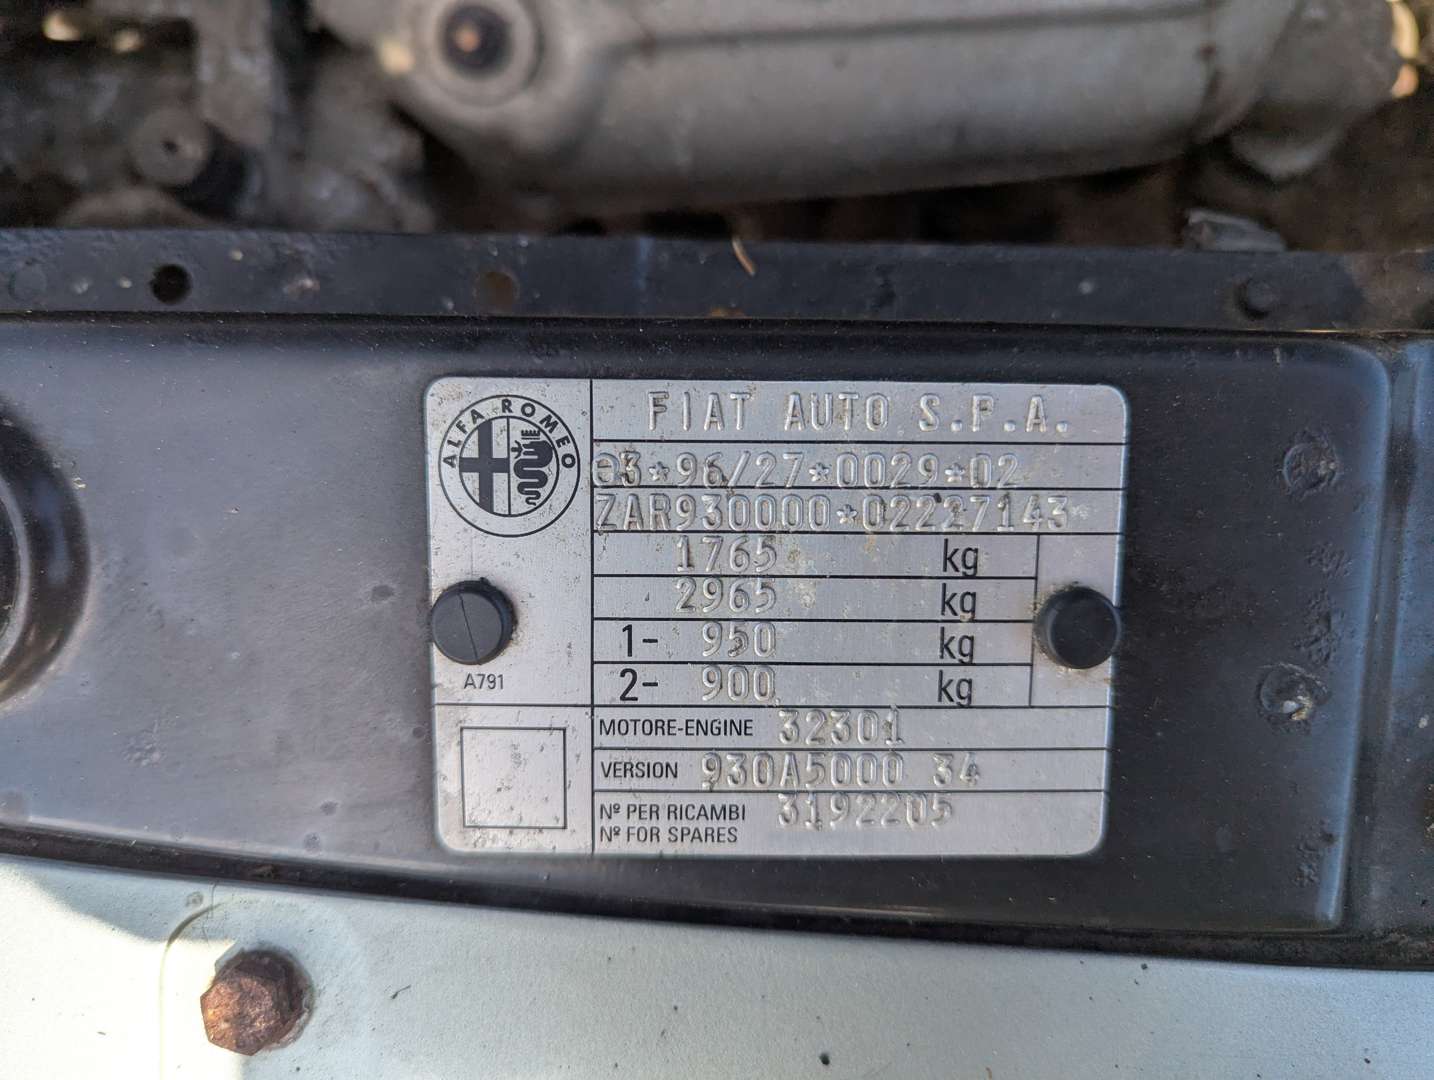 FIAT AUTO S.P.A.
ALFA ROMEO
e3*96/27*0029*02
ZAR930000*02227143*
1765 kg
2965 kg
1- 950 kg
2- 900 kg
A791
MOTORE-ENGINE 32301
VERSION 930A5000 34
Nº PER RICAMBI 3192205
Nº FOR SPARES